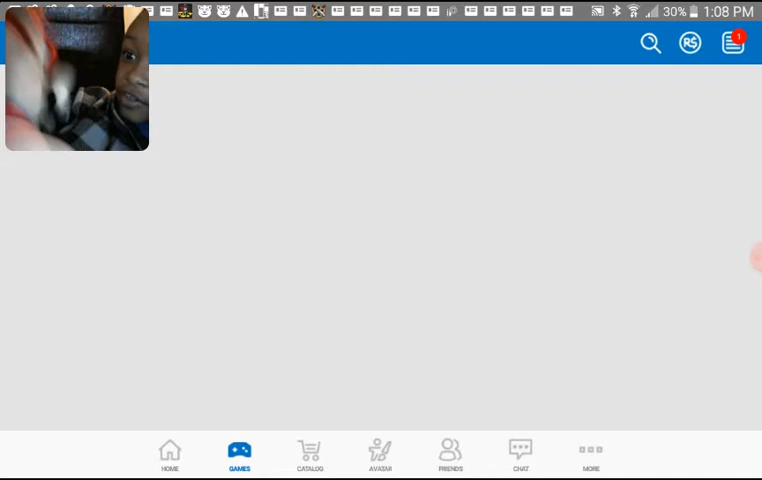 30% 1:08 PM
R$ 1
HOME GAMES CATALOG AVATAR FRIENDS CHAT MORE